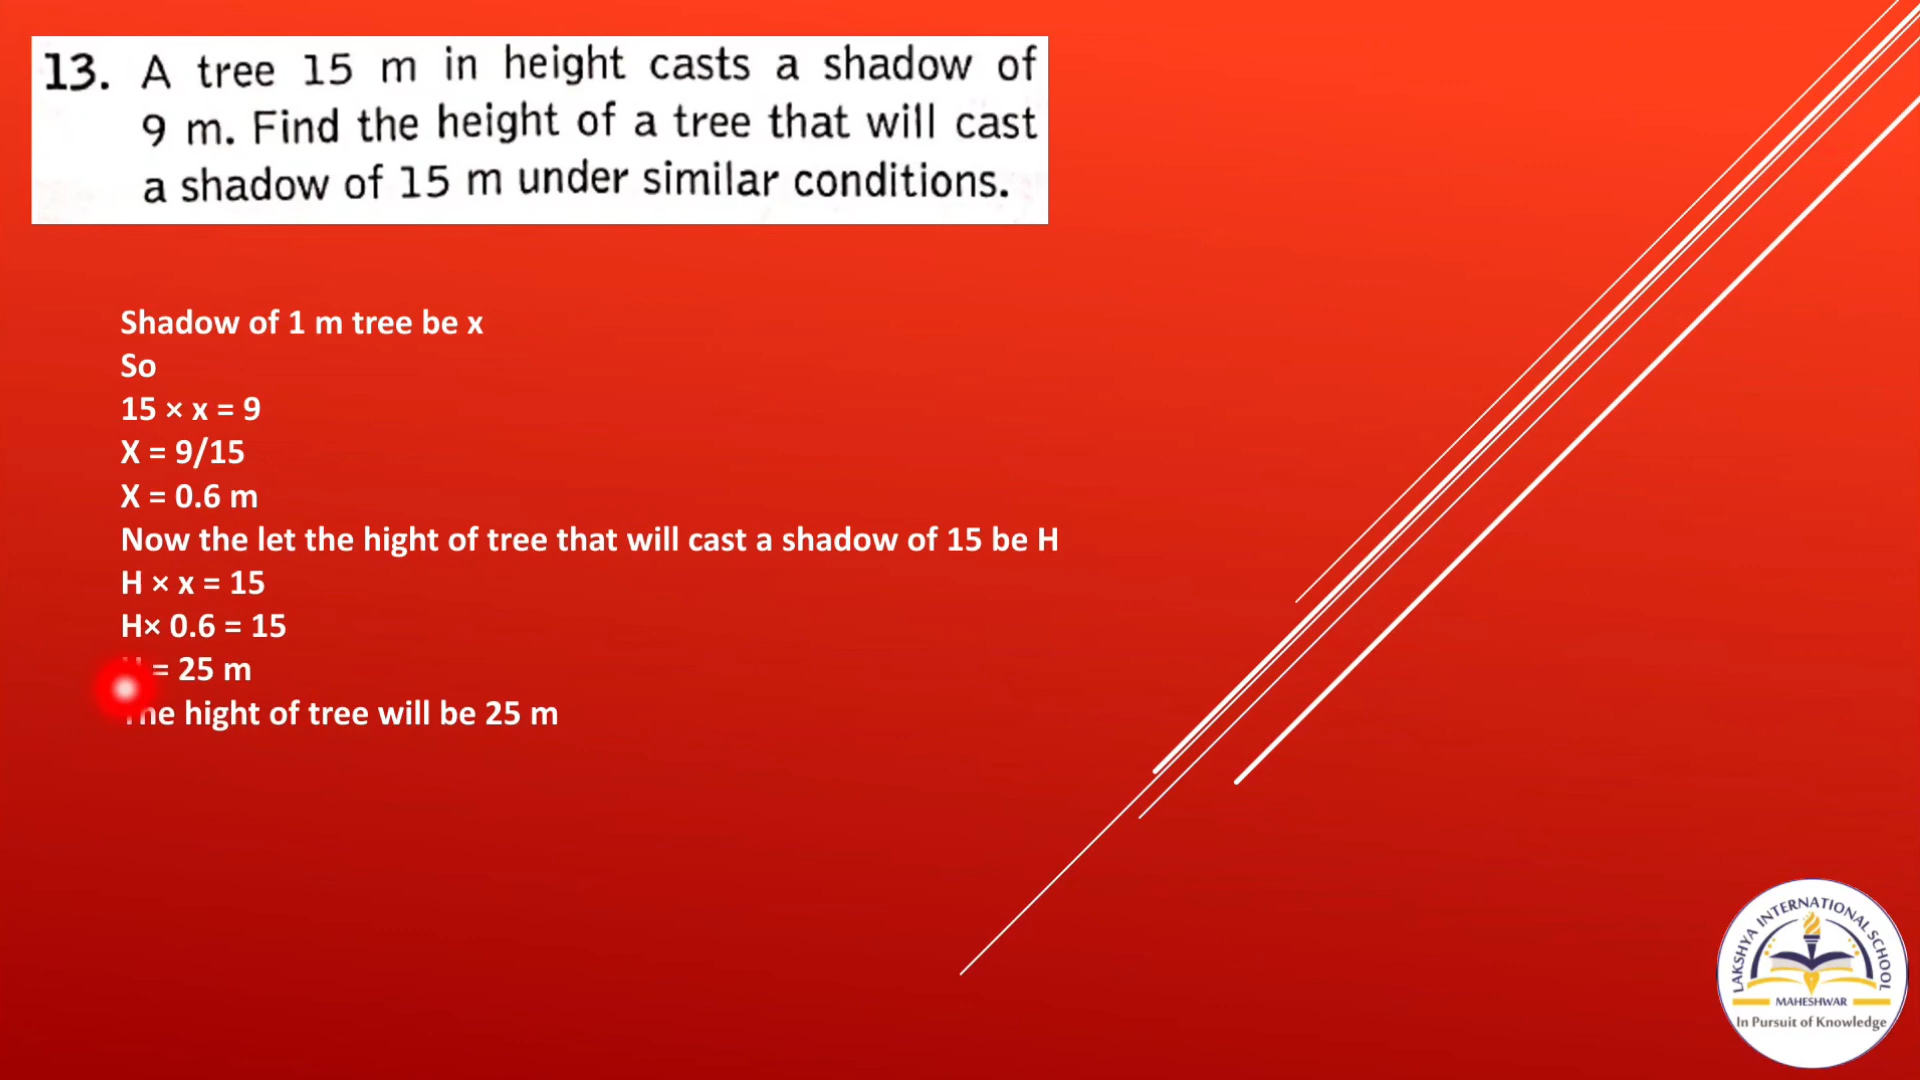 13. A tree 15 m in height casts a shadow of
9 m. Find the height of a tree that will cast
a shadow of 15 m under similar conditions.
Shadow of 1 m tree be x
So
15 × x = 9
X = 9/15
X = 0.6 m
Now the let the hight of tree that will cast a shadow of 15 be H
H × x = 15
H× 0.6 = 15
H = 25 m
The hight of tree will be 25 m
LAKSHYA INTERNATIONAL SCHOOL
MAHESHWAR
In Pursuit of Knowledge